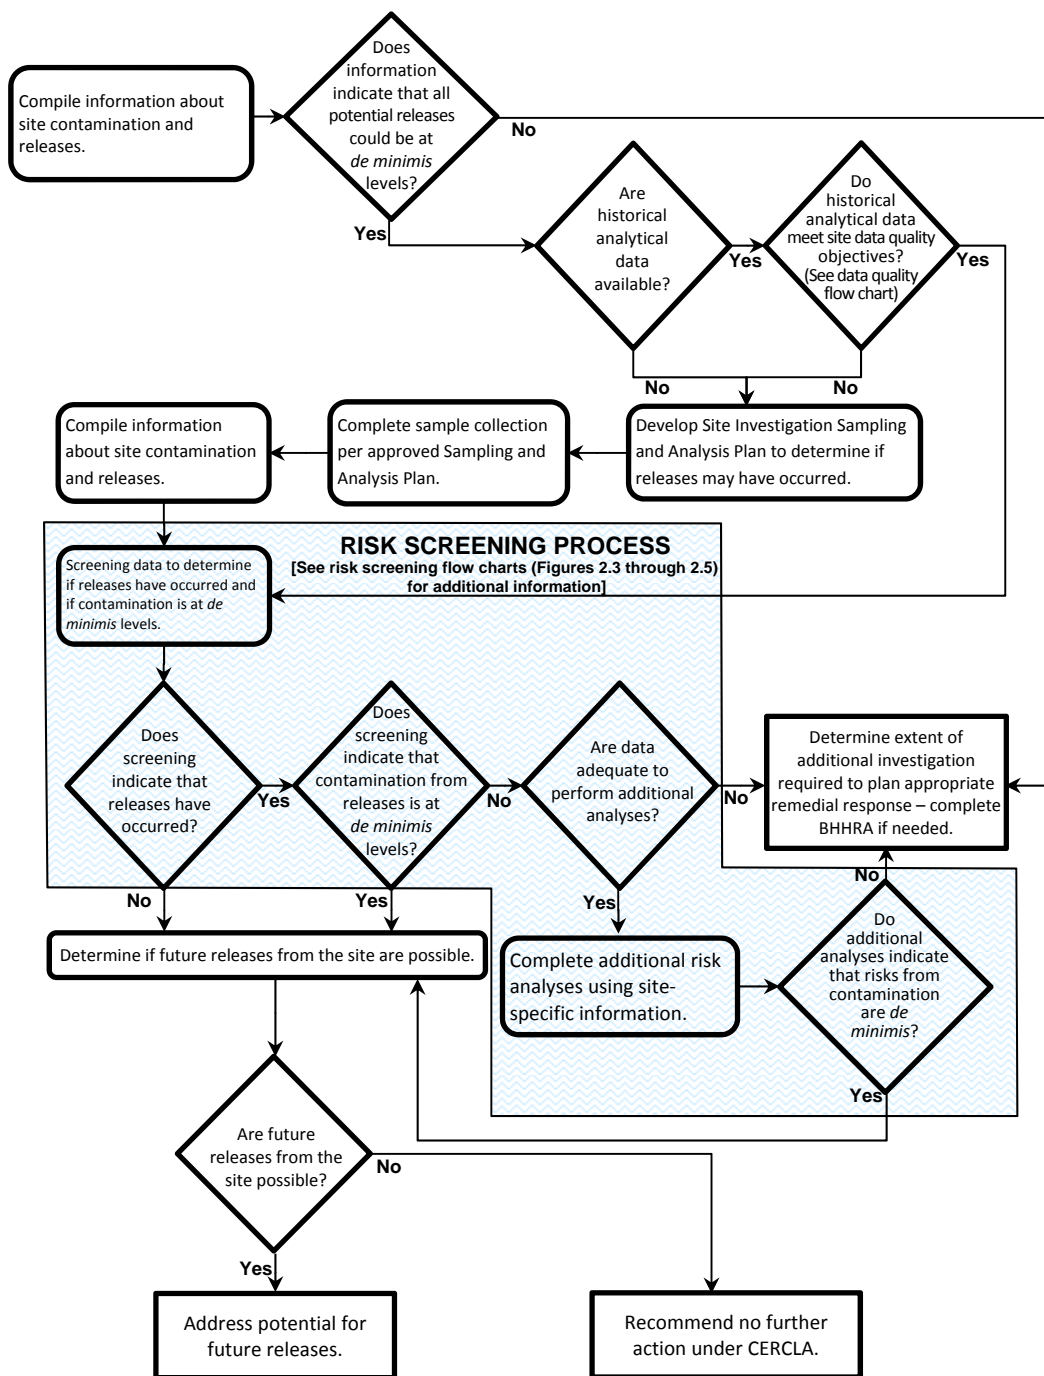 Compile information about
site contamination and
releases.
Does
information
indicate that all
potential releases
could be at
de minimis
levels?
No
Yes
Are
historical
analytical
data
available?
Yes
Do
historical
analytical data
meet site data quality
objectives?
(See data quality
flow chart)
Yes
No
No
Develop Site Investigation Sampling
and Analysis Plan to determine if
releases may have occurred.
Complete sample collection
per approved Sampling and
Analysis Plan.
Compile information
about site contamination
and releases.
RISK SCREENING PROCESS
[See risk screening flow charts (Figures 2.3 through 2.5)
for additional information]
Screening data to determine
if releases have occurred and
if contamination is at de
minimis levels.
Does
screening
indicate that
releases have
occurred?
Yes
No
Does
screening
indicate that
contamination from
releases is at
de minimis
levels?
No
Yes
Are data
adequate to
perform additional
analyses?
No
Yes
Determine extent of
additional investigation
required to plan appropriate
remedial response – complete
BHHRA if needed.
No
Determine if future releases from the site are possible.
Complete additional risk
analyses using site-
specific information.
Do
additional
analyses indicate
that risks from
contamination
are de
minimis?
Yes
Are future
releases from the
site possible?
No
Yes
Address potential for
future releases.
Recommend no further
action under CERCLA.